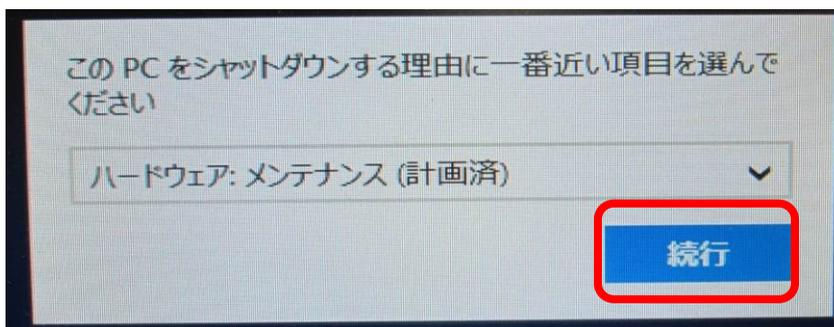 この PC をシャットダウンする理由に一番近い項目を選んで
ください
ハードウェア: メンテナンス (計画済)
続行